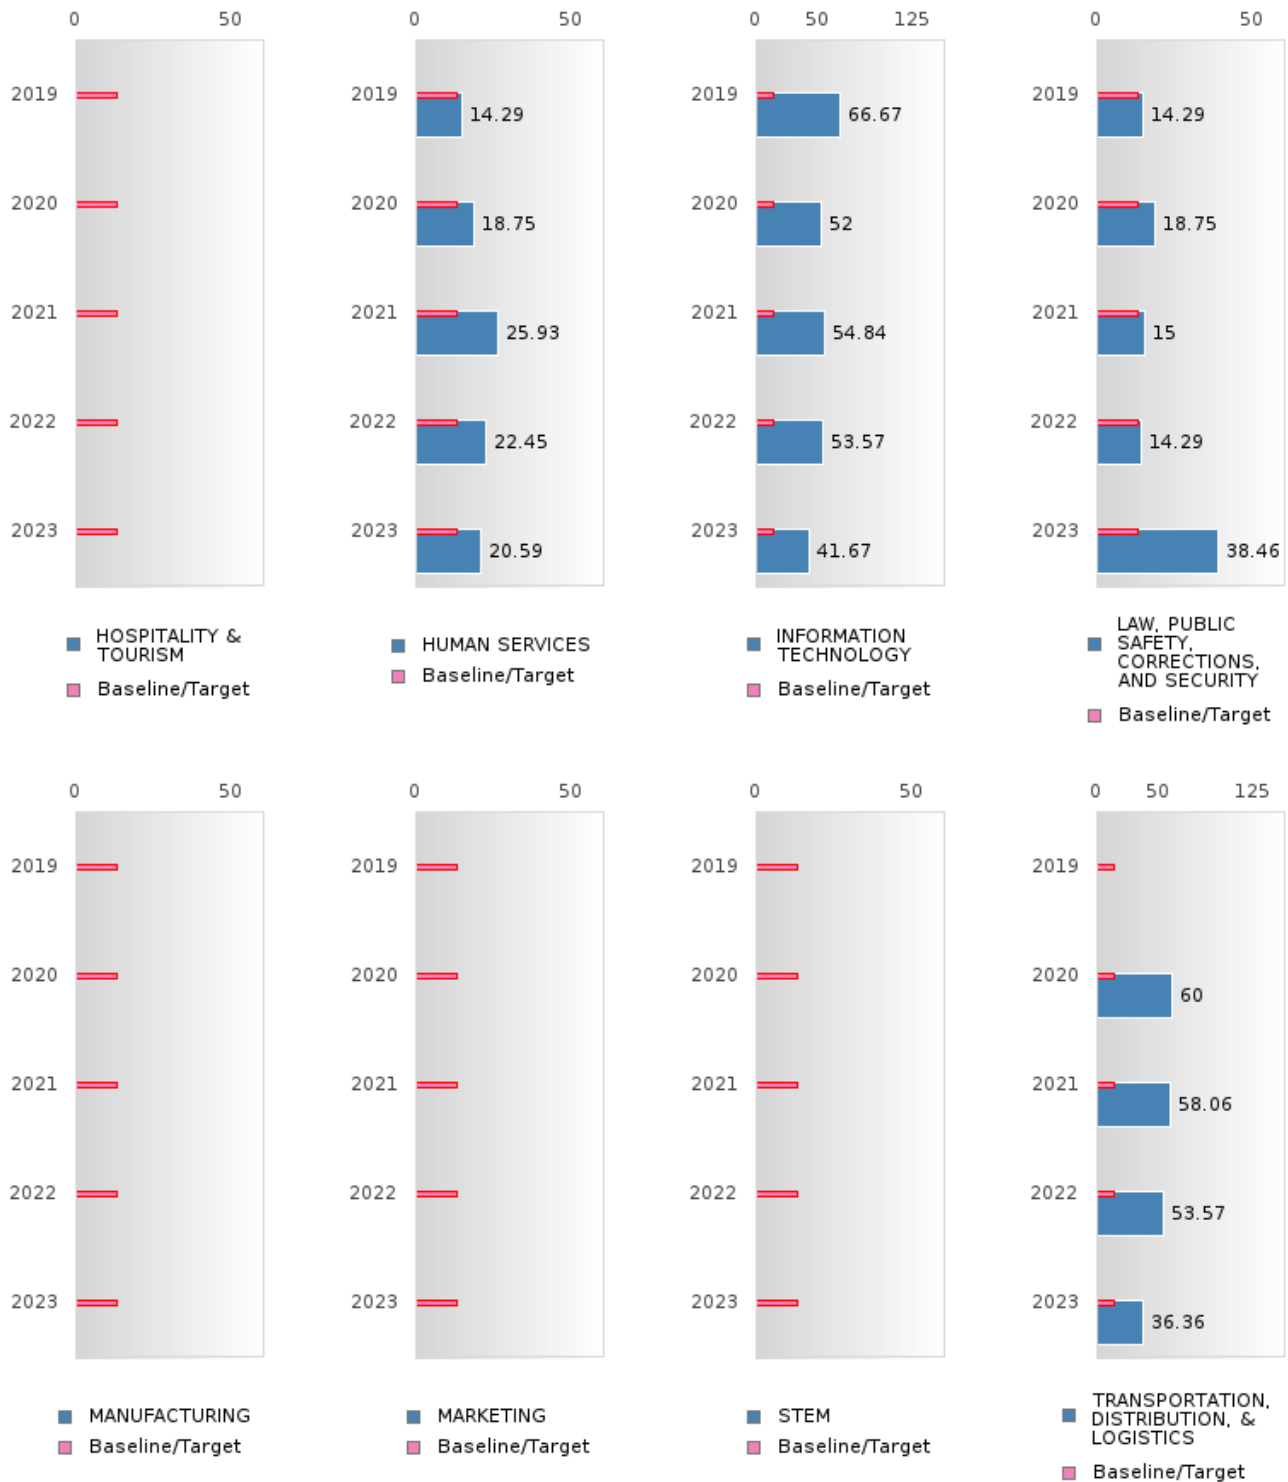 0 50
2019
2020
2021
2022
2023
HOSPITALITY &
TOURISM
Baseline/Target
0 50
2019 14.29
2020 18.75
2021 25.93
2022 22.45
2023 20.59
HUMAN SERVICES
Baseline/Target
0 50 125
2019 66.67
2020 52
2021 54.84
2022 53.57
2023 41.67
INFORMATION
TECHNOLOGY
Baseline/Target
0 50
2019 14.29
2020 18.75
2021 15
2022 14.29
2023 38.46
LAW, PUBLIC
SAFETY,
CORRECTIONS,
AND SECURITY
Baseline/Target
0 50
2019
2020
2021
2022
2023
MANUFACTURING
Baseline/Target
0 50
2019
2020
2021
2022
2023
MARKETING
Baseline/Target
0 50
2019
2020
2021
2022
2023
STEM
Baseline/Target
0 50 125
2019
2020 60
2021 58.06
2022 53.57
2023 36.36
TRANSPORTATION,
DISTRIBUTION, &
LOGISTICS
Baseline/Target